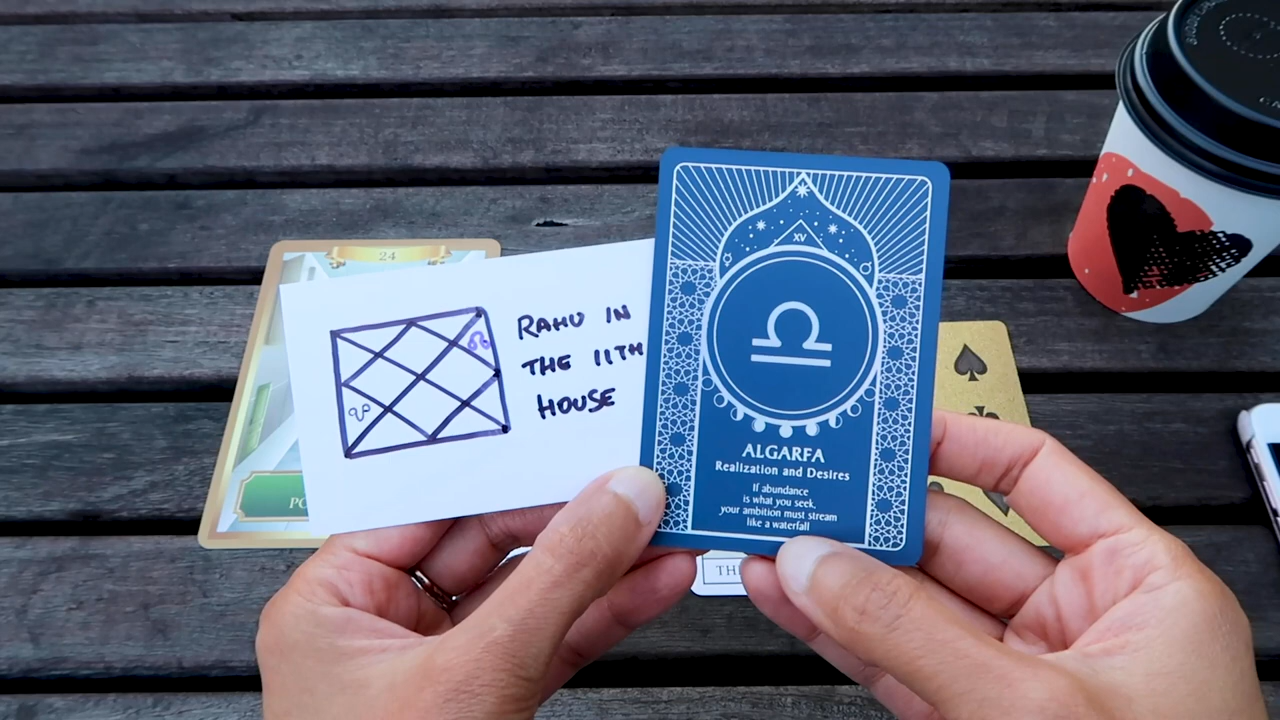 24
RAHU IN
THE 11TH
HOUSE
XV
ALGARFA
Realization and Desires
If abundance
is what you seek,
your ambition must stream
like a waterfall